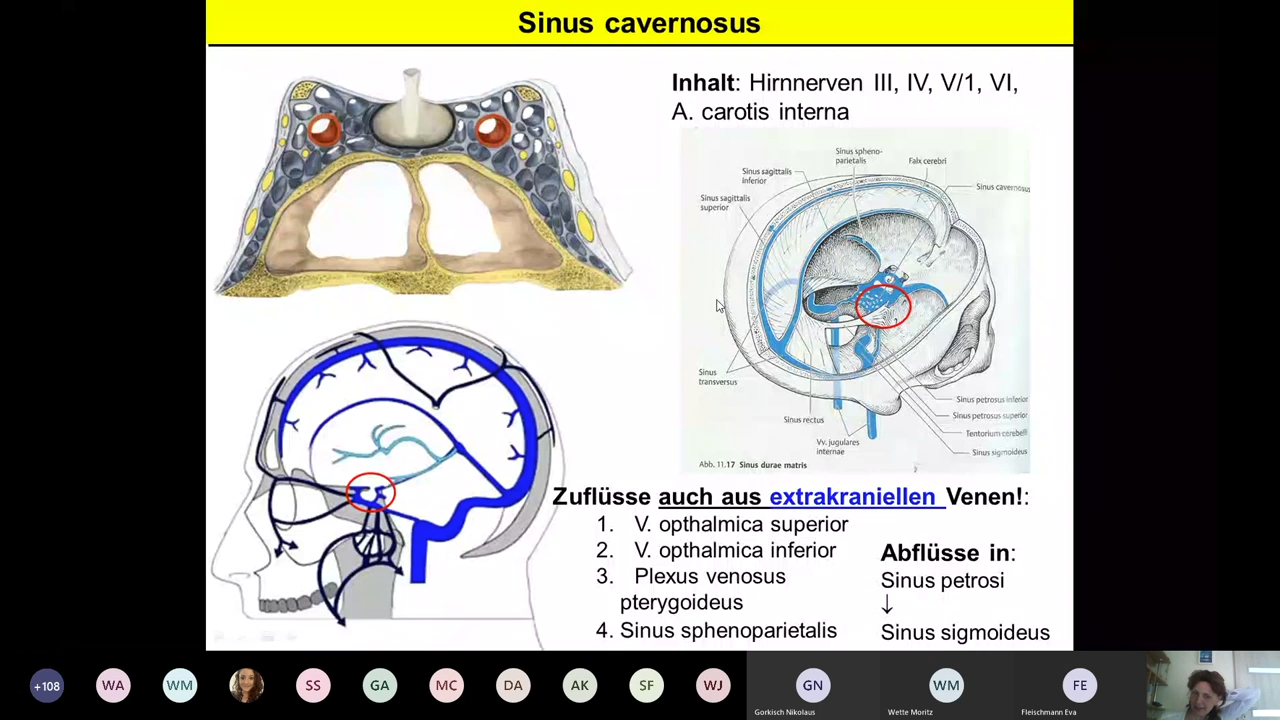 Sinus cavernosus
Inhalt: Hirnnerven III, IV, V/1, VI,
A. carotis interna
Sinus spheno-
parietalis
Falx cerebri
Sinus sagittalis
inferior
Sinus cavernosus
Sinus sagittalis
superior
Sinus
transversus
Sinus petrosus inferior
Sinus petrosus superior
Sinus rectus
Tentorium cerebelli
Vv. jugulares
internae
Sinus sigmoideus
Abb. 11.17 Sinus durae matris
Zuflüsse auch aus extrakraniellen Venen!:
1. V. opthalmica superior
2. V. opthalmica inferior
3. Plexus venosus
pterygoideus
4. Sinus sphenoparietalis
Abflüsse in:
Sinus petrosi
↓
Sinus sigmoideus
+108
WA
WM
SS
GA
MC
DA
AK
SF
WJ
GN
Gorkisch Nikolaus
WM
Wette Moritz
FE
Fleischmann Eva